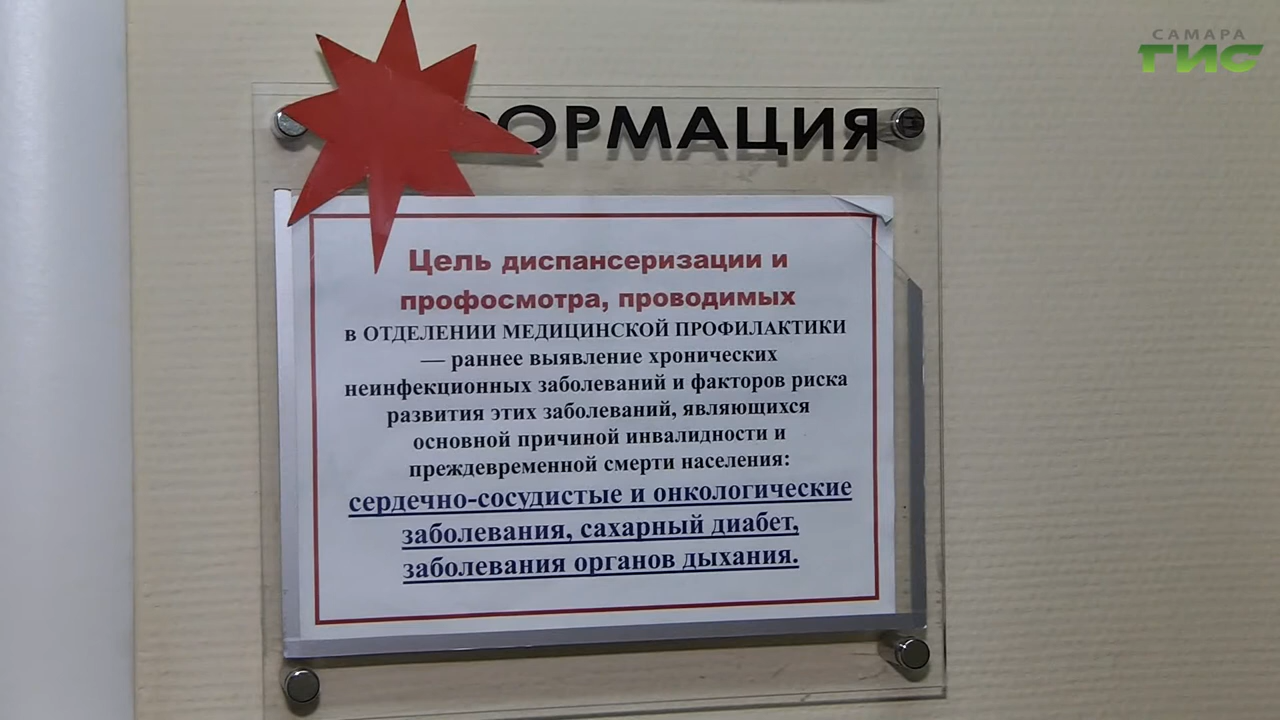 САМАРА
ГИС
ФОРМАЦИЯ
Цель диспансеризации и
профосмотра, проводимых
в ОТДЕЛЕНИИ МЕДИЦИНСКОЙ ПРОФИЛАКТИКИ
— раннее выявление хронических
неинфекционных заболеваний и факторов риска
развития этих заболеваний, являющихся
основной причиной инвалидности и
преждевременной смерти населения:
сердечно-сосудистые и онкологические
заболевания, сахарный диабет,
заболевания органов дыхания.